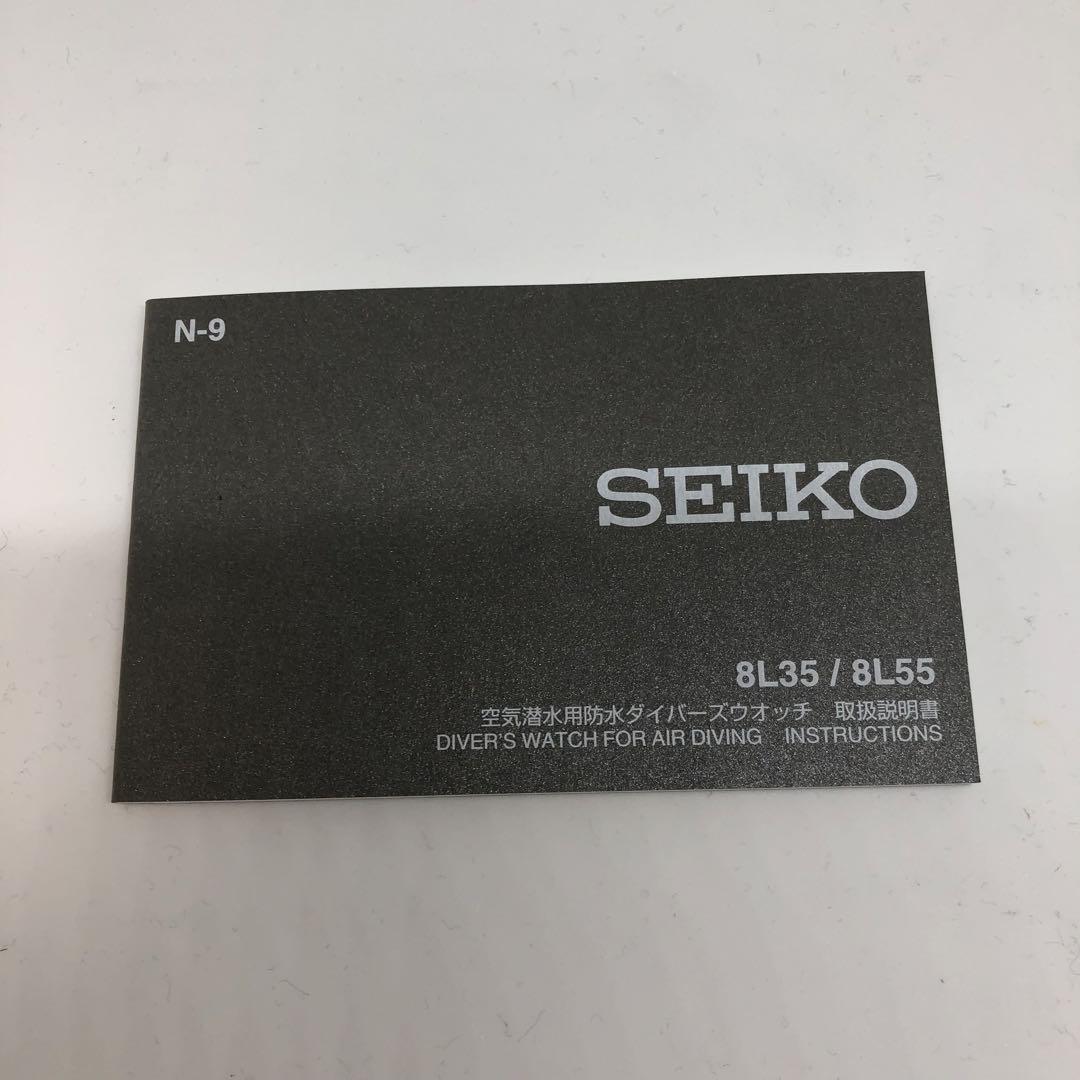 N-9
SEIKO
8L35 / 8L55
空気潜水用防水ダイバーズウオッチ　取扱説明書
DIVER'S WATCH FOR AIR DIVING　INSTRUCTIONS